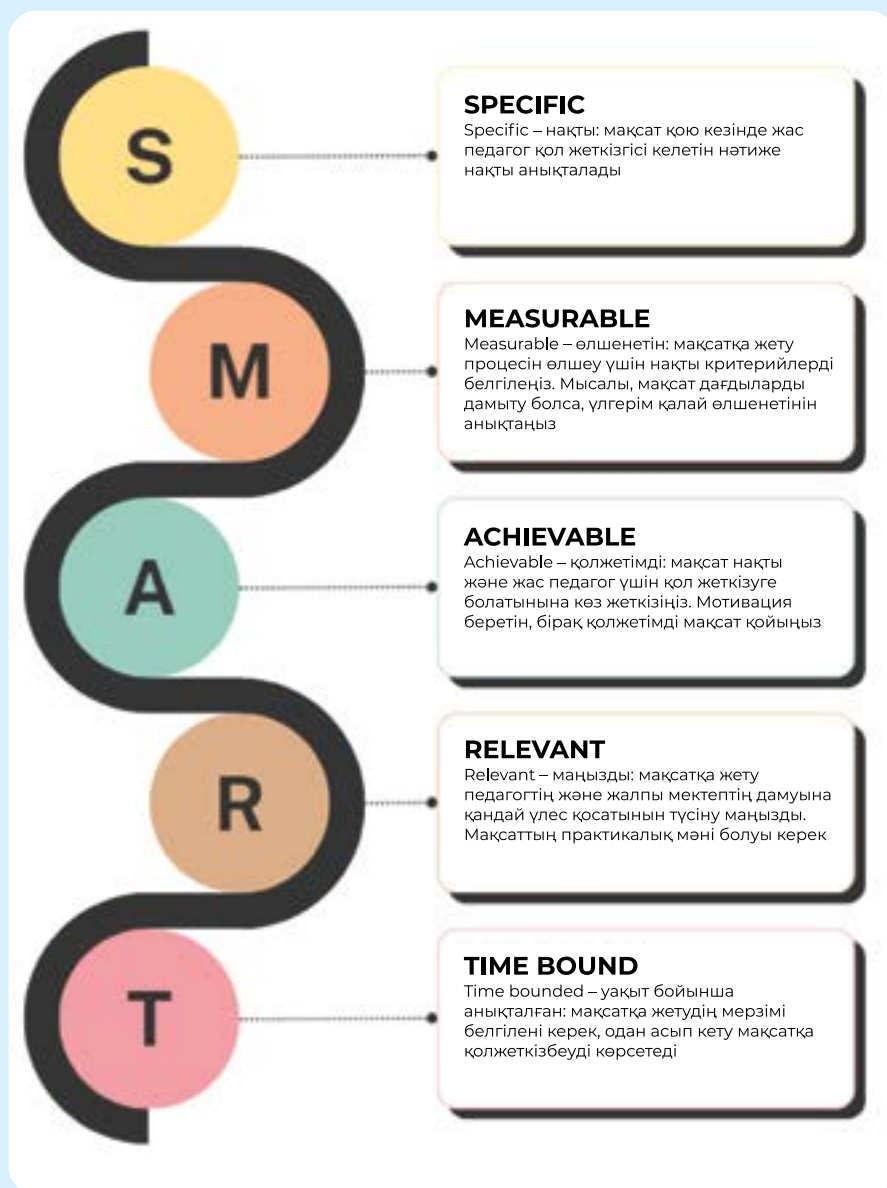 S
SPECIFIC
Specific – нақты: мақсат қою кезінде жас
педагог қол жеткізгісі келетін нәтиже
нақты анықталады
M
MEASURABLE
Measurable – өлшенетін: мақсатқа жету
процесін өлшеу үшін нақты критерийлерді
белгілеңіз. Мысалы, мақсат дағдыларды
дамыту болса, үлгерім қалай өлшенетінін
анықтаңыз
A
ACHIEVABLE
Achievable – қолжетімді: мақсат нақты
және жас педагог үшін қол жеткізуге
болатынына көз жеткізіңіз. Мотивация
беретін, бірақ қолжетімді мақсат қойыңыз
R
RELEVANT
Relevant – маңызды: мақсатқа жету
педагогтің және жалпы мектептің дамуына
қандай үлес қосатынын түсіну маңызды.
Мақсаттың практикалық мәні болуы керек
T
TIME BOUND
Time bounded – уақыт бойынша
анықталған: мақсатқа жетудің мерзімі
белгілені керек, одан асып кету мақсатқа
қолжеткізбеуді көрсетеді